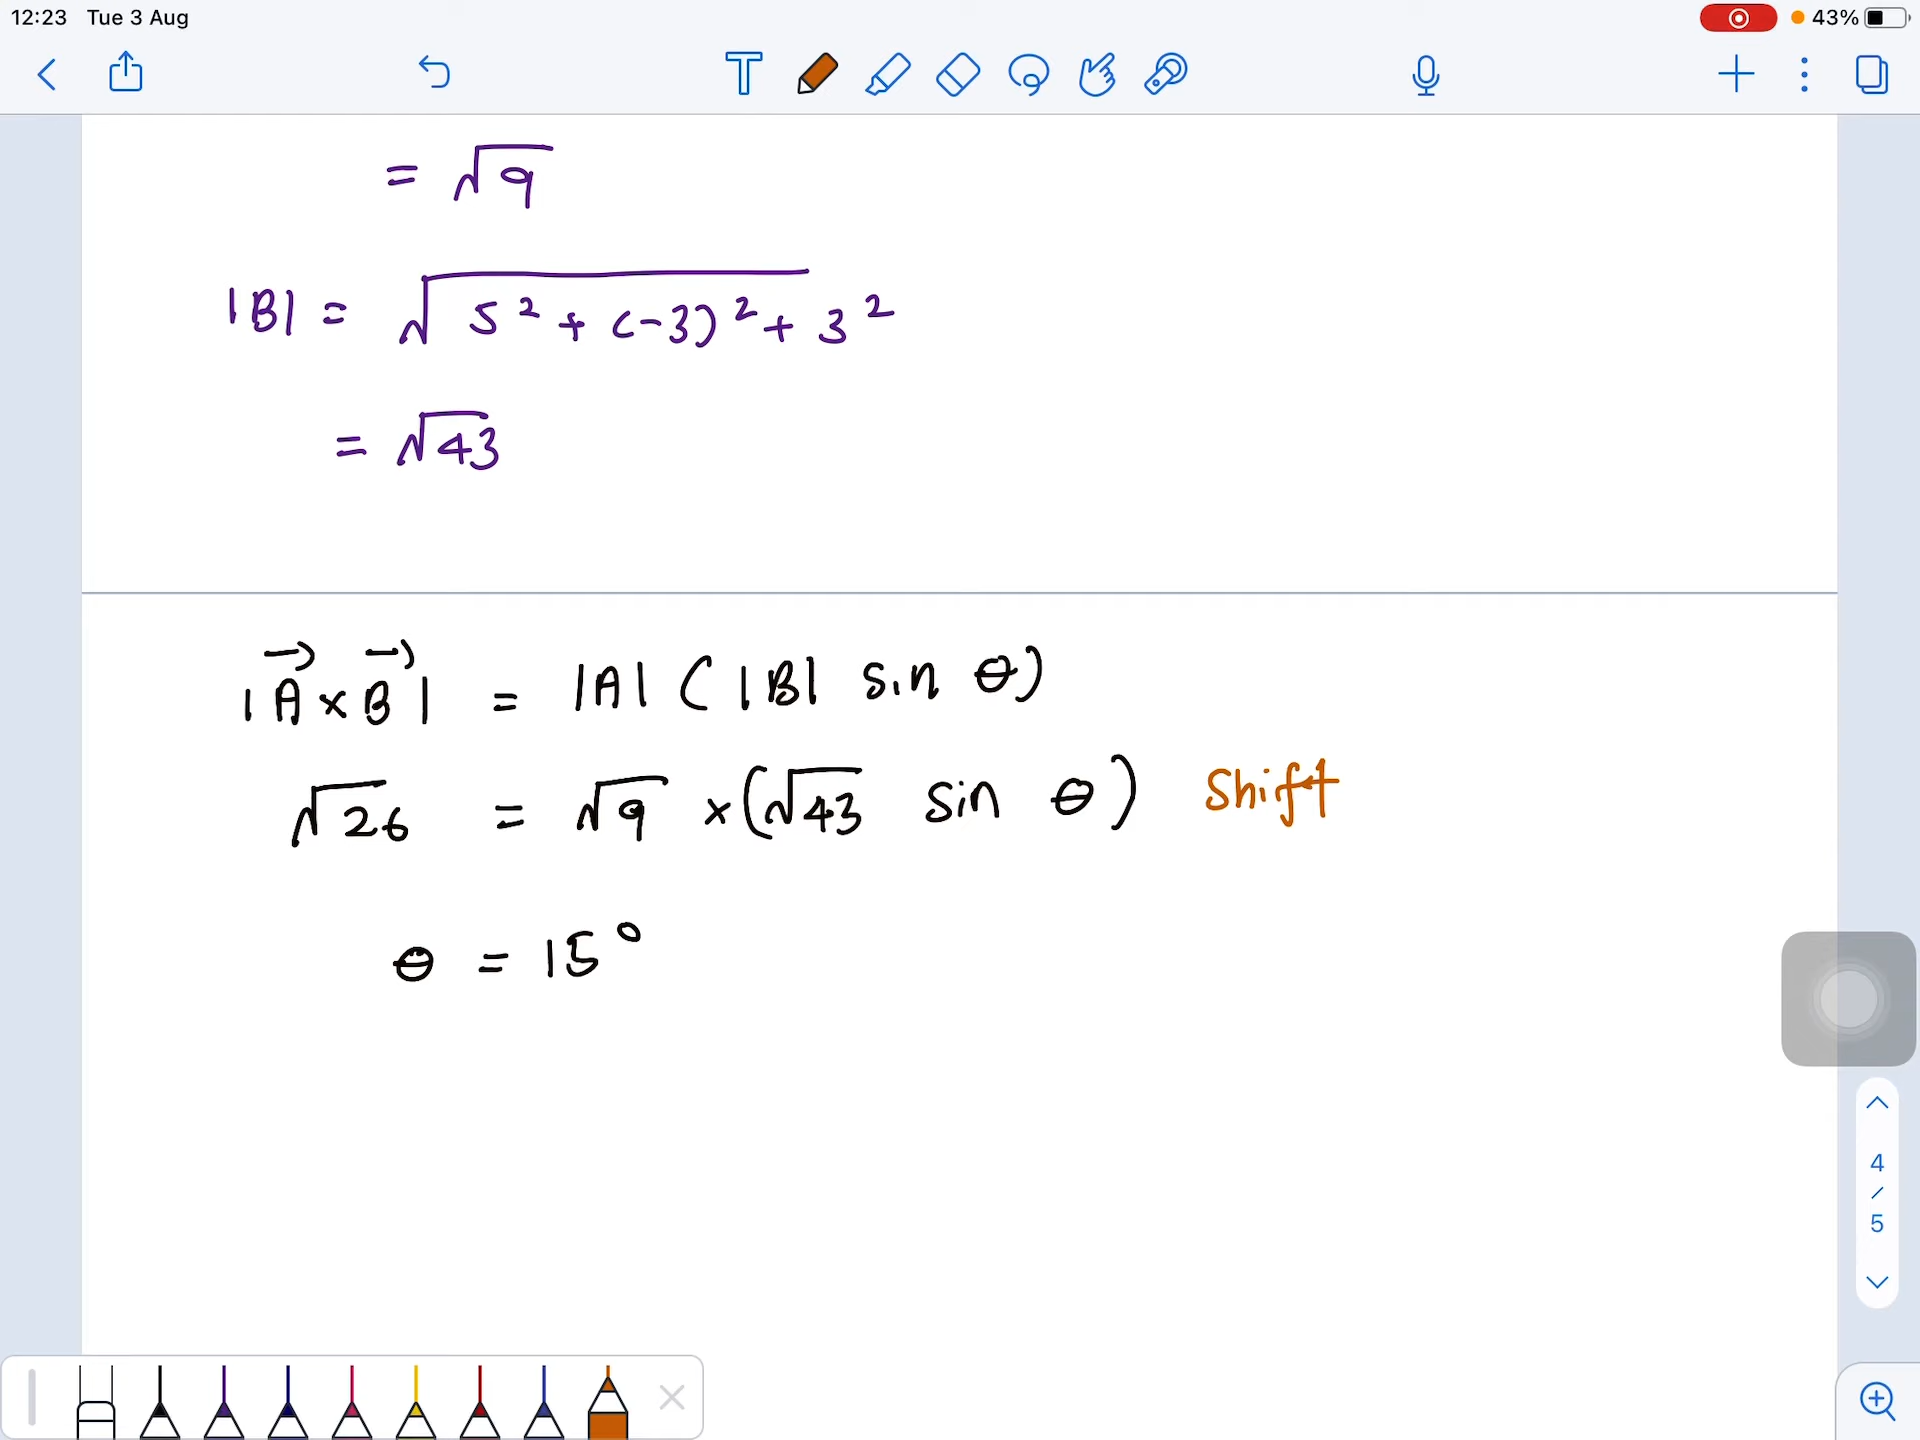 12:23 Tue 3 Aug 43%
T
= √9
|B| = √5² + (-3)² + 3²
= √43
|A⃗ × B⃗| = |A| ( |B| sin θ)
√26 = √9 × (√43 sin θ) Shift
θ = 15°
4
/
5